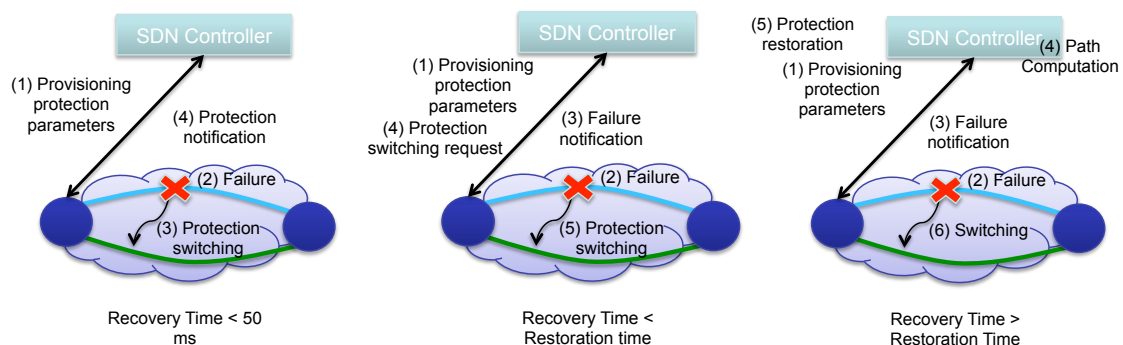 SDN Controller
(1) Provisioning
protection
parameters
(4) Protection
notification
(2) Failure
(3) Protection
switching
Recovery Time < 50
ms
SDN Controller
(1) Provisioning
protection
parameters
(4) Protection
switching request
(3) Failure
notification
(2) Failure
(5) Protection
switching
Recovery Time <
Restoration time
(5) Protection
restoration
SDN Controller
(4) Path
Computation
(1) Provisioning
protection
parameters
(3) Failure
notification
(2) Failure
(6) Switching
Recovery Time >
Restoration Time